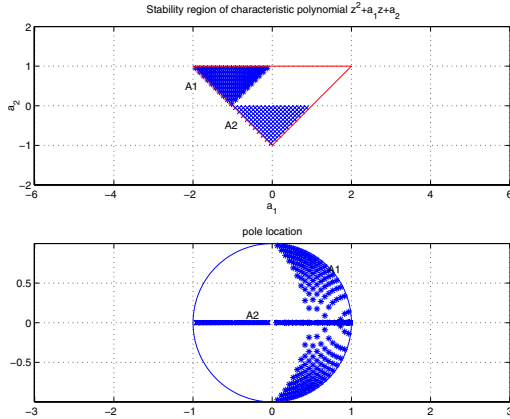 Stability region of characteristic polynomial z²+a₁z+a₂
2
1
0
−1
−2
a₂
A1
A2
−6 −4 −2 0 2 4 6
a₁
pole location
0.5
0
−0.5
A1
A2
−3 −2 −1 0 1 2 3